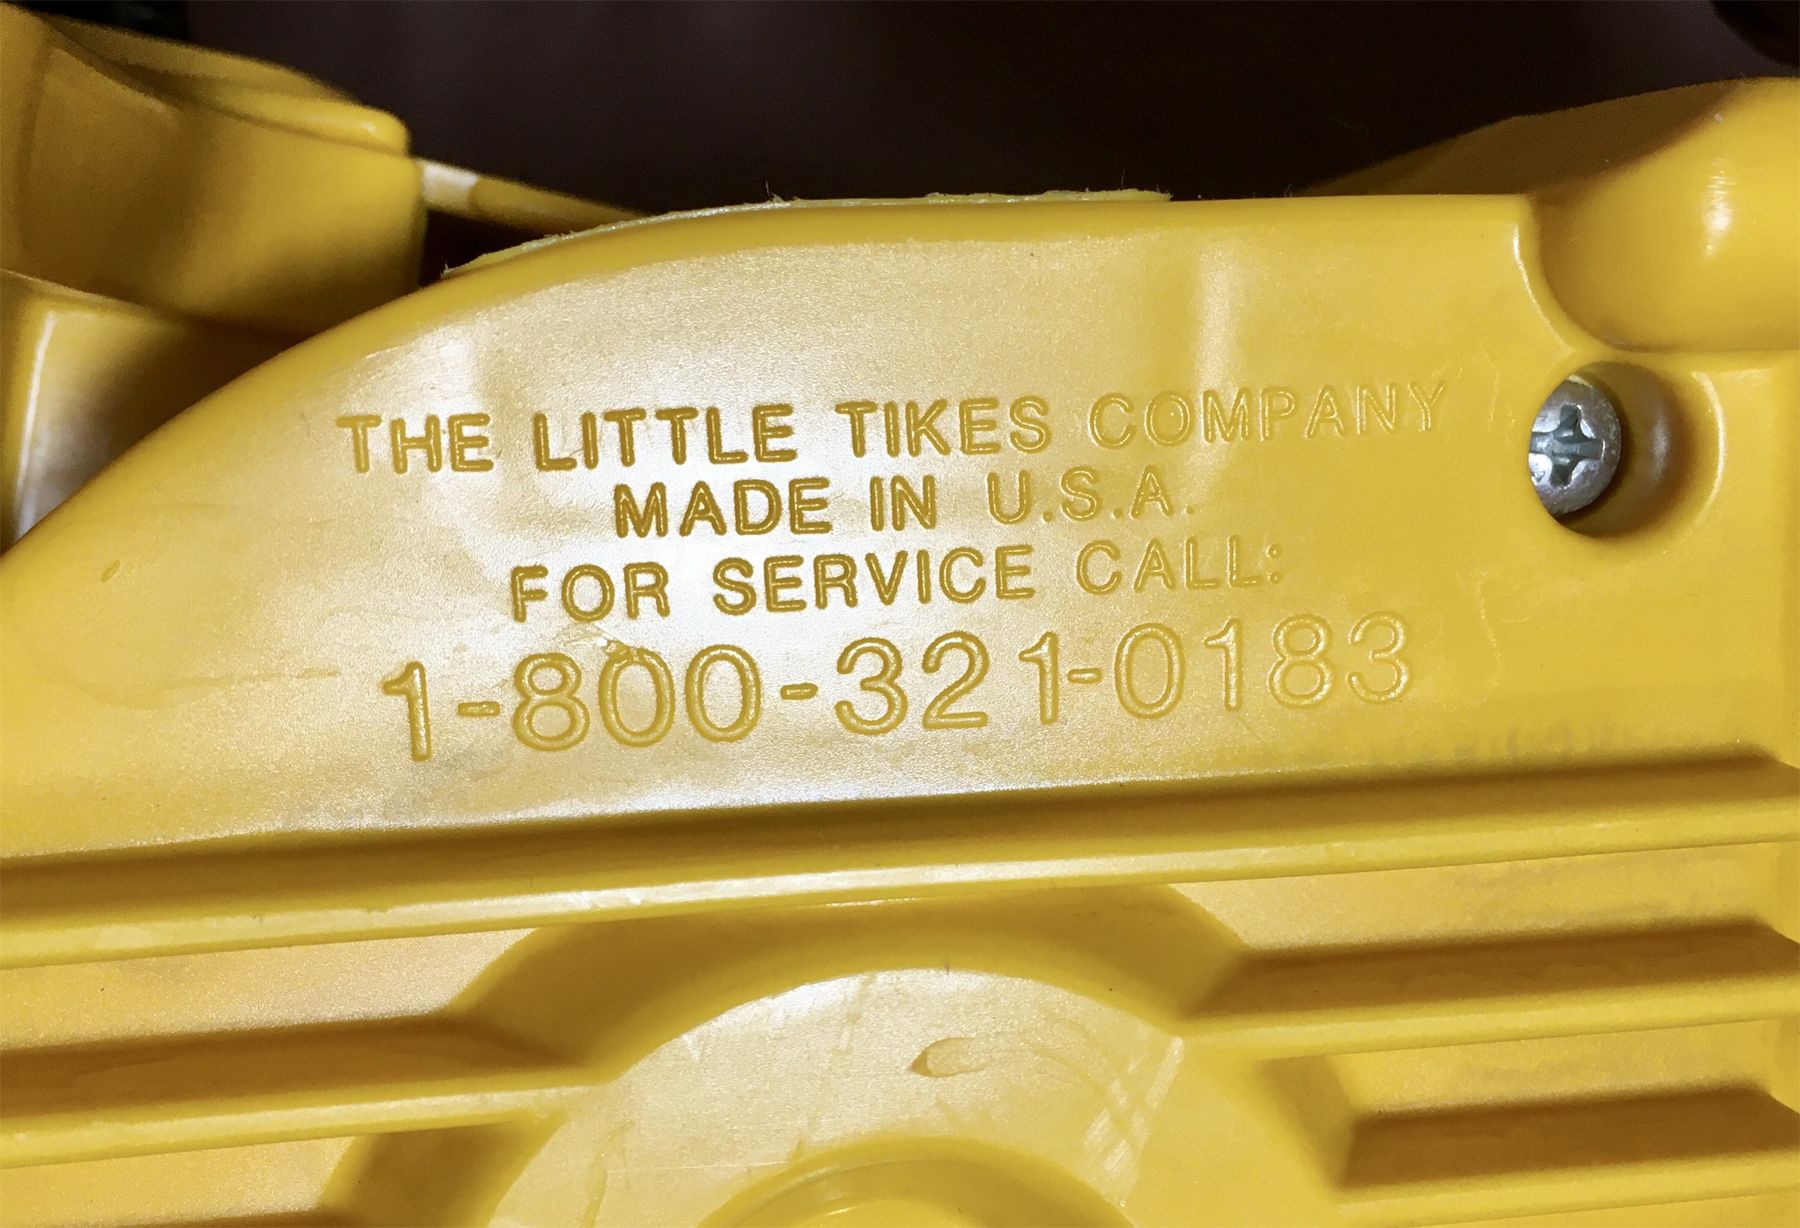 THE LITTLE TIKES COMPANY
MADE IN U.S.A.
FOR SERVICE CALL:
1-800-321-0183